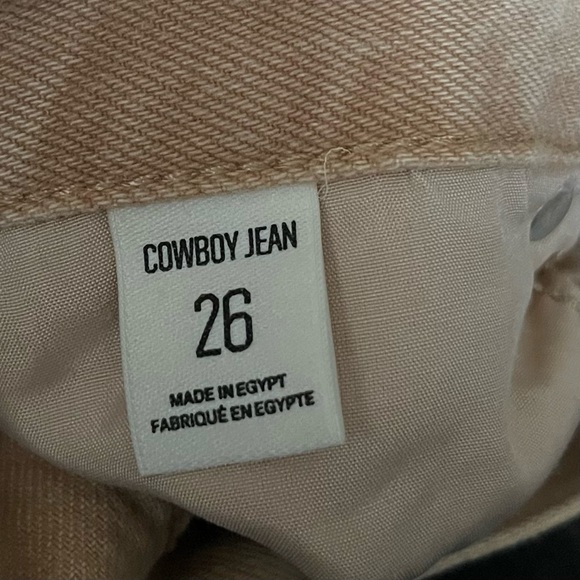 COWBOY JEAN
26
MADE IN EGYPT
FABRIQUÉ EN EGYPTE